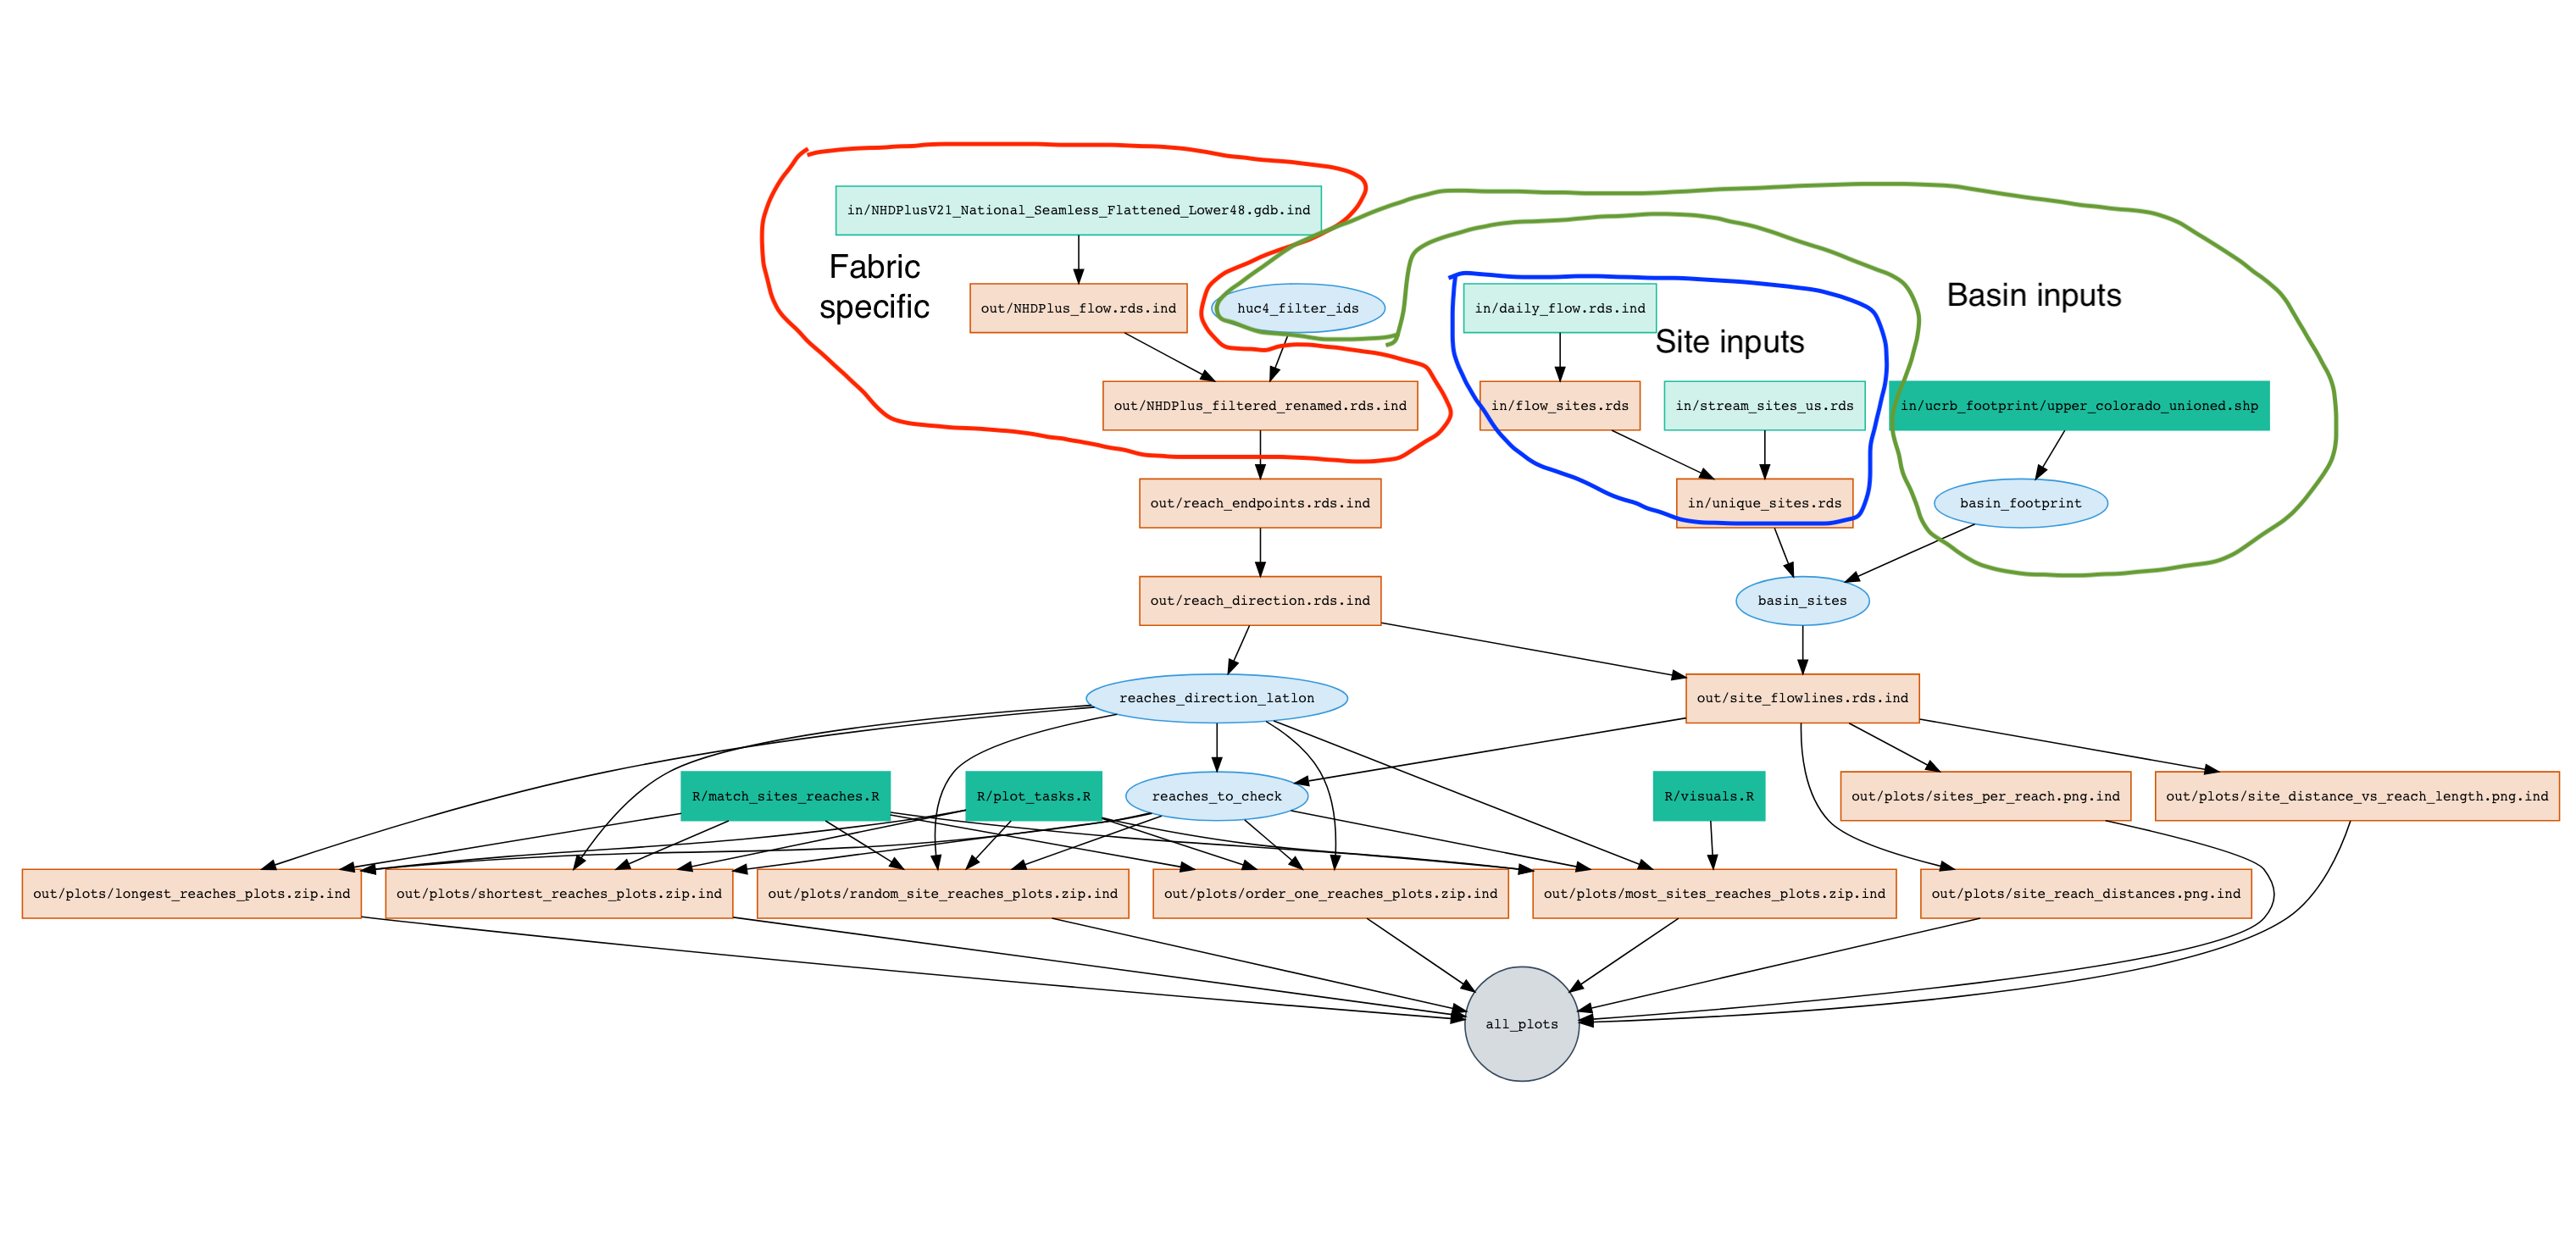 in/NHDPlusV21_National_Seamless_Flattened_Lower48.gdb.ind
Fabric
specific
out/NHDPlus_flow.rds.ind
huc4_filter_ids
in/daily_flow.rds.ind
Basin inputs
Site inputs
out/NHDPlus_filtered_renamed.rds.ind
in/flow_sites.rds
in/stream_sites_us.rds
in/ucrb_footprint/upper_colorado_unioned.shp
out/reach_endpoints.rds.ind
in/unique_sites.rds
basin_footprint
out/reach_direction.rds.ind
basin_sites
reaches_direction_latlon
out/site_flowlines.rds.ind
R/match_sites_reaches.R
R/plot_tasks.R
reaches_to_check
R/visuals.R
out/plots/sites_per_reach.png.ind
out/plots/site_distance_vs_reach_length.png.ind
out/plots/longest_reaches_plots.zip.ind
out/plots/shortest_reaches_plots.zip.ind
out/plots/random_site_reaches_plots.zip.ind
out/plots/order_one_reaches_plots.zip.ind
out/plots/most_sites_reaches_plots.zip.ind
out/plots/site_reach_distances.png.ind
all_plots